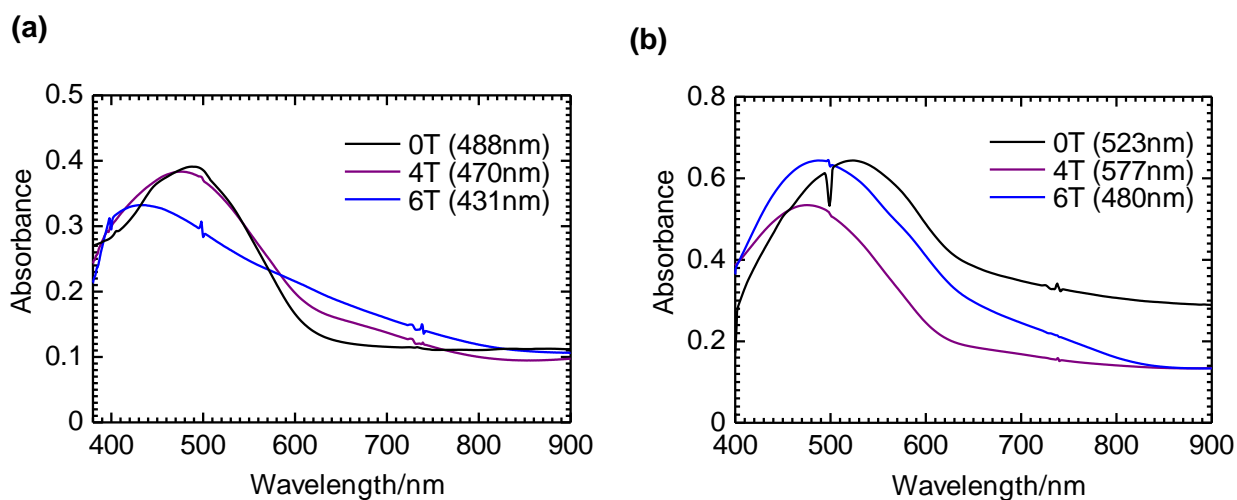 (a)
0.5
0.4
0.3
0.2
0.1
0
Absorbance
0T (488nm)
4T (470nm)
6T (431nm)
400 500 600 700 800 900
Wavelength/nm
(b)
0.8
0.6
0.4
0.2
0
Absorbance
0T (523nm)
4T (577nm)
6T (480nm)
400 500 600 700 800 900
Wavelength/nm